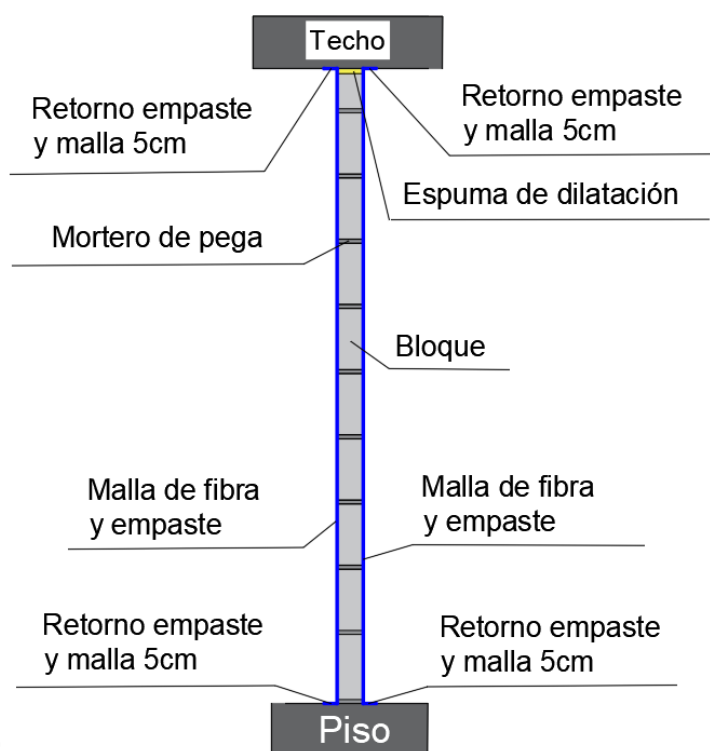 Techo
Retorno empaste
y malla 5cm
Retorno empaste
y malla 5cm
Espuma de dilatación
Mortero de pega
Bloque
Malla de fibra
y empaste
Malla de fibra
y empaste
Retorno empaste
y malla 5cm
Retorno empaste
y malla 5cm
Piso